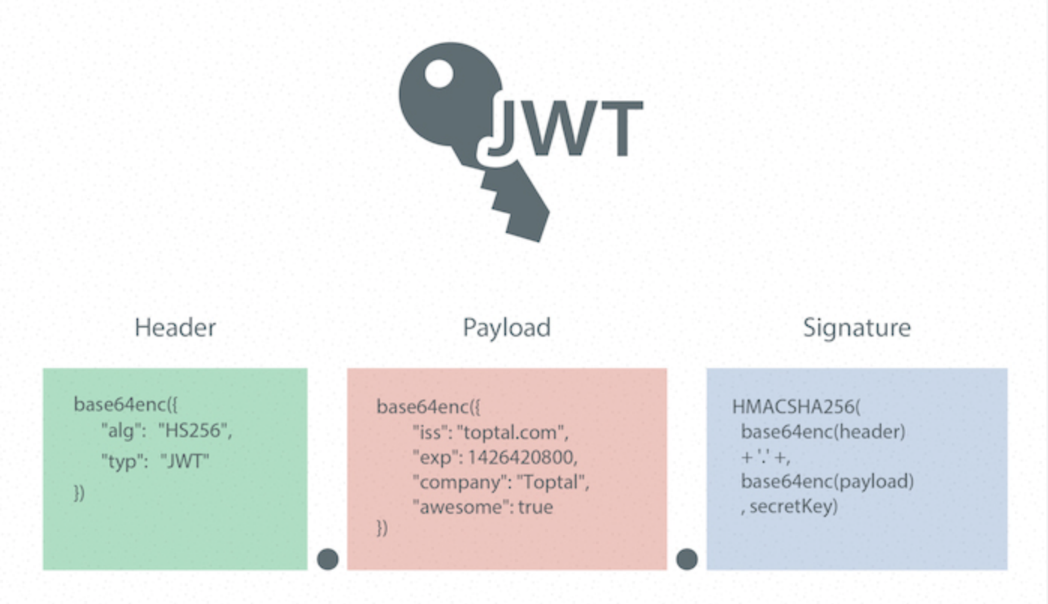 JWT
Header
base64enc({
"alg": "HS256",
"typ": "JWT"
})
Payload
base64enc({
"iss": "toptal.com",
"exp": 1426420800,
"company": "Toptal",
"awesome": true
})
Signature
HMACSHA256(
base64enc(header)
+ '.' +,
base64enc(payload)
, secretKey)